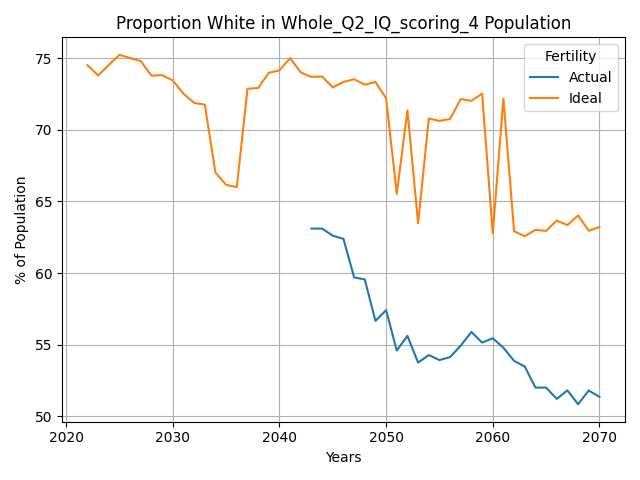 Proportion White in Whole_Q2_IQ_scoring_4 Population
Fertility
Actual
Ideal
% of Population
75
70
65
60
55
50
2020 2030 2040 2050 2060 2070
Years